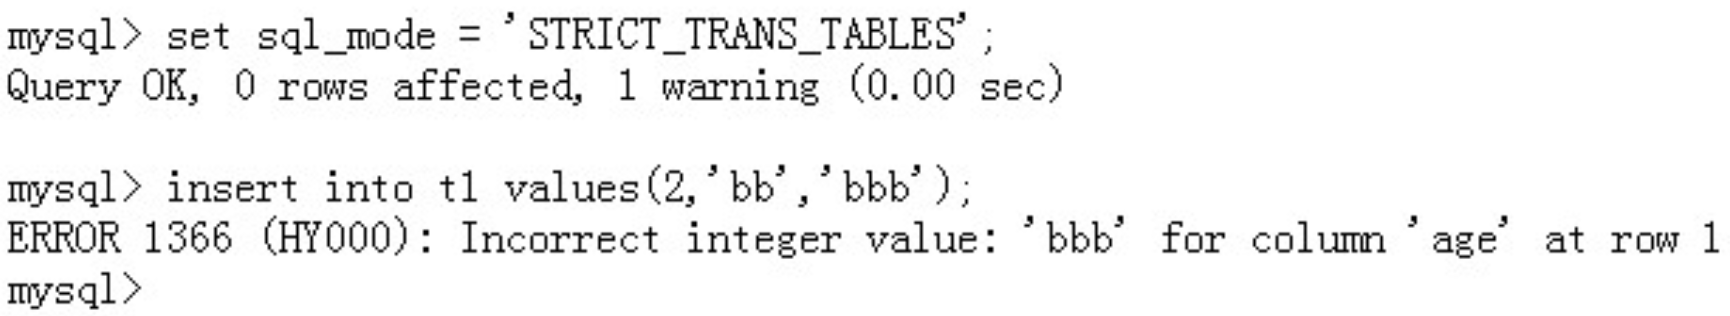 mysql> set sql_mode = 'STRICT_TRANS_TABLES';
Query OK, 0 rows affected, 1 warning (0.00 sec)
mysql> insert into t1 values(2,'bb','bbb');
ERROR 1366 (HY000): Incorrect integer value: 'bbb' for column 'age' at row 1
mysql>